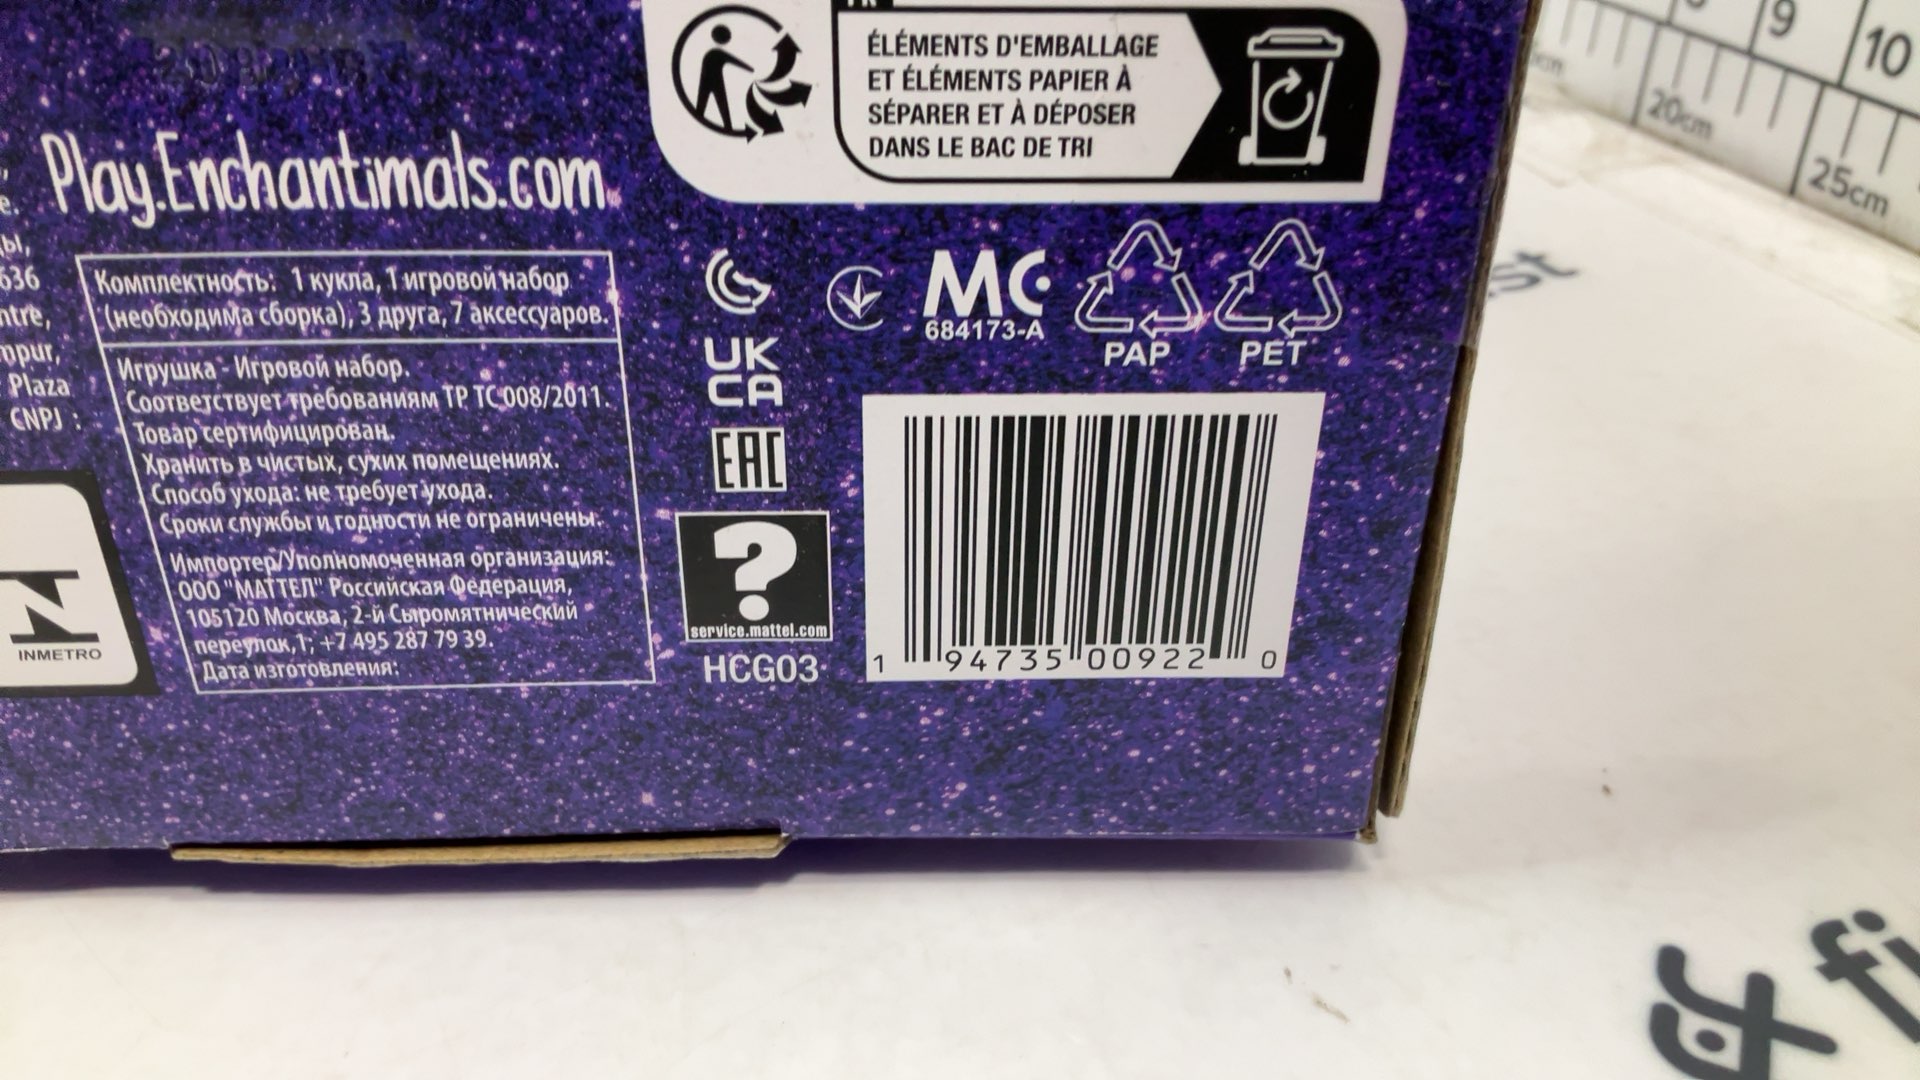 ÉLÉMENTS D'EMBALLAGE
ET ÉLÉMENTS PAPIER À
SÉPARER ET À DÉPOSER
DANS LE BAC DE TRI
Play.Enchantimals.com
636
Plaza
CNPJ :
Комплектность: 1 кукла, 1 игровой набор
(необходима сборка), 3 друга, 7 аксессуаров.
Игрушка - Игровой набор.
Соответствует требованиям ТР ТС 008/2011.
Товар сертифицирован.
Хранить в чистых, сухих помещениях.
Способ ухода: не требует ухода.
Сроки службы и годности не ограничены.
Импортер/Уполномоченная организация:
ООО "МАТТЕЛ" Российская Федерация,
105120 Москва, 2-й Сыромятнический
переулок,1; +7 495 287 79 39.
Дата изготовления:
INMETRO
UK
CA
EAC
?
service.mattel.com
HCG03
MC
684173-A
PAP
PET
1 94735 00922 0
9
10
20cm
25cm